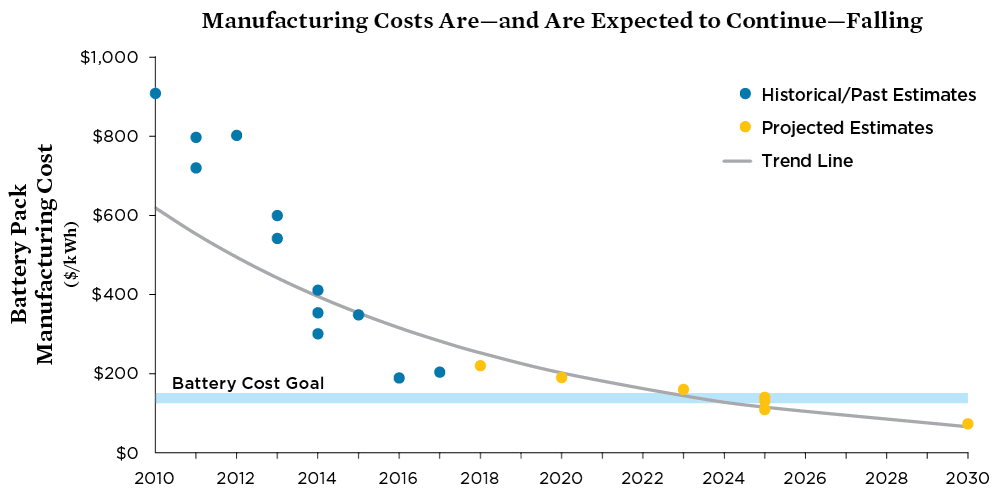 Manufacturing Costs Are—and Are Expected to Continue—Falling
Battery Pack
Manufacturing Cost
($/kWh)
$1,000
$800
$600
$400
$200
$0
Historical/Past Estimates
Projected Estimates
Trend Line
Battery Cost Goal
2010
2012
2014
2016
2018
2020
2022
2024
2026
2028
2030